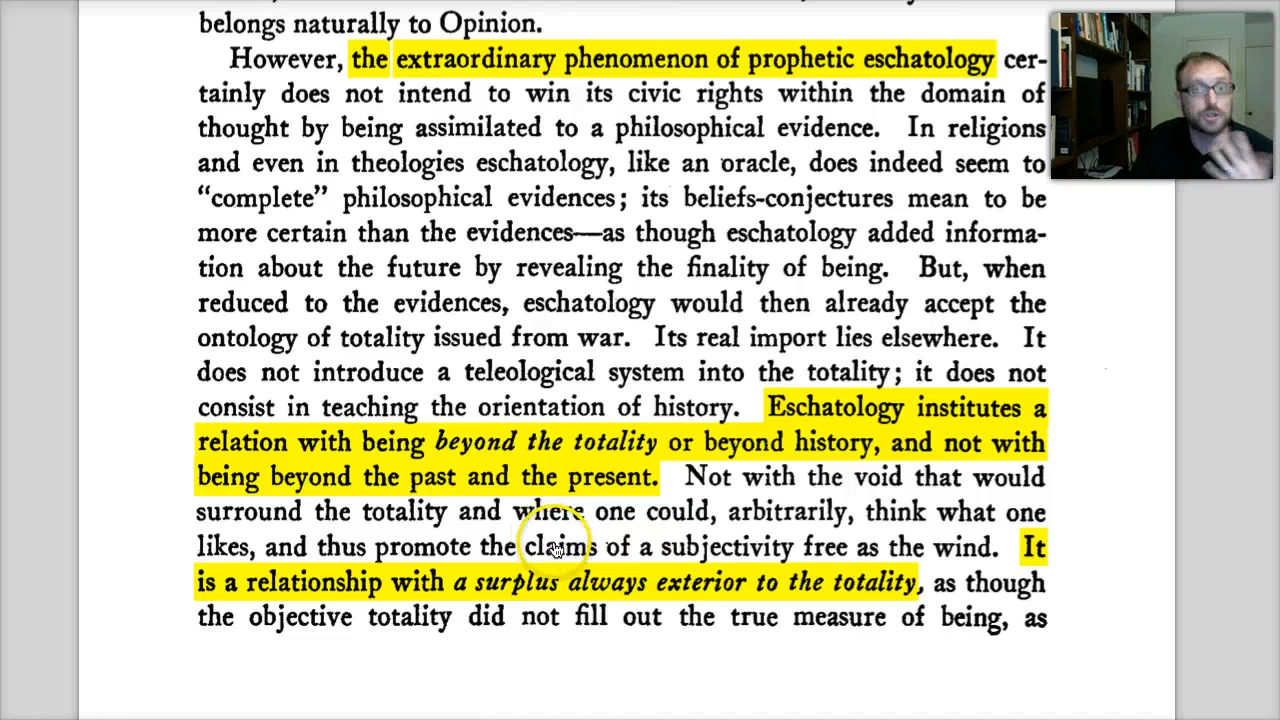 belongs naturally to Opinion.
However, the extraordinary phenomenon of prophetic eschatology cer-
tainly does not intend to win its civic rights within the domain of
thought by being assimilated to a philosophical evidence. In religions
and even in theologies eschatology, like an oracle, does indeed seem to
“complete” philosophical evidences; its beliefs-conjectures mean to be
more certain than the evidences—as though eschatology added informa-
tion about the future by revealing the finality of being. But, when
reduced to the evidences, eschatology would then already accept the
ontology of totality issued from war. Its real import lies elsewhere. It
does not introduce a teleological system into the totality; it does not
consist in teaching the orientation of history. Eschatology institutes a
relation with being beyond the totality or beyond history, and not with
being beyond the past and the present. Not with the void that would
surround the totality and where one could, arbitrarily, think what one
likes, and thus promote the claims of a subjectivity free as the wind. It
is a relationship with a surplus always exterior to the totality, as though
the objective totality did not fill out the true measure of being, as